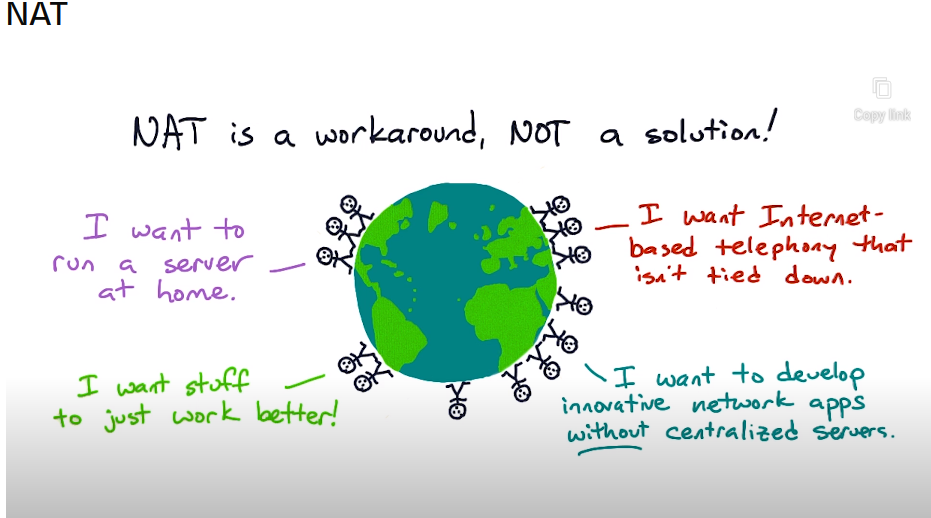 NAT
Copy link
NAT is a workaround, NOT a solution!
I want to
run a server
at home.
I want Internet-
based telephony that
isn't tied down.
I want stuff
to just work better!
I want to develop
innovative network apps
without centralized servers.